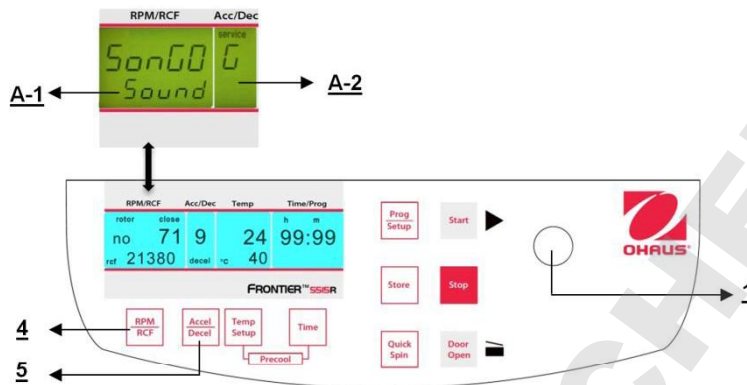 RPM/RCF Acc/Dec
service
SonG0 G
Sound
A-1
A-2
RPM/RCF Acc/Dec Temp Time/Prog
rotor close h m
no 71 9 24 99:99
rcf 21380 decel °C 40
FRONTIER™ 5515R
RPM
RCF
Accel
Decel
Temp
Setup
Time
Precool
4
5
Prog
Setup
Start
Store
Stop
Quick
Spin
Door
Open
OHAUS®